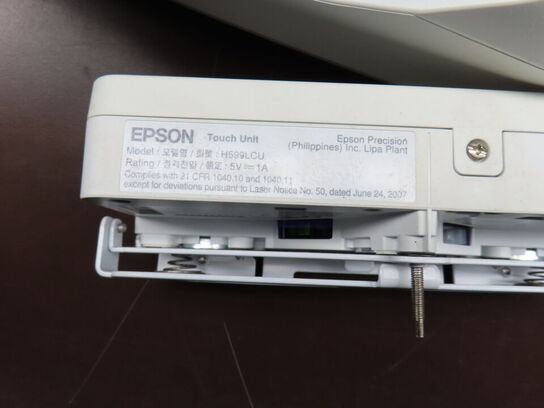 EPSON Touch Unit
Epson Precision
(Philippines) Inc. Lipa Plant
Model / 모델명 / 型號 : H599LCU
Rating / 정격전압 / 額定 : 5V ⎓ 1A
Complies with 21 CFR 1040.10 and 1040.11
except for deviations pursuant to Laser Notice No. 50, dated June 24, 2007